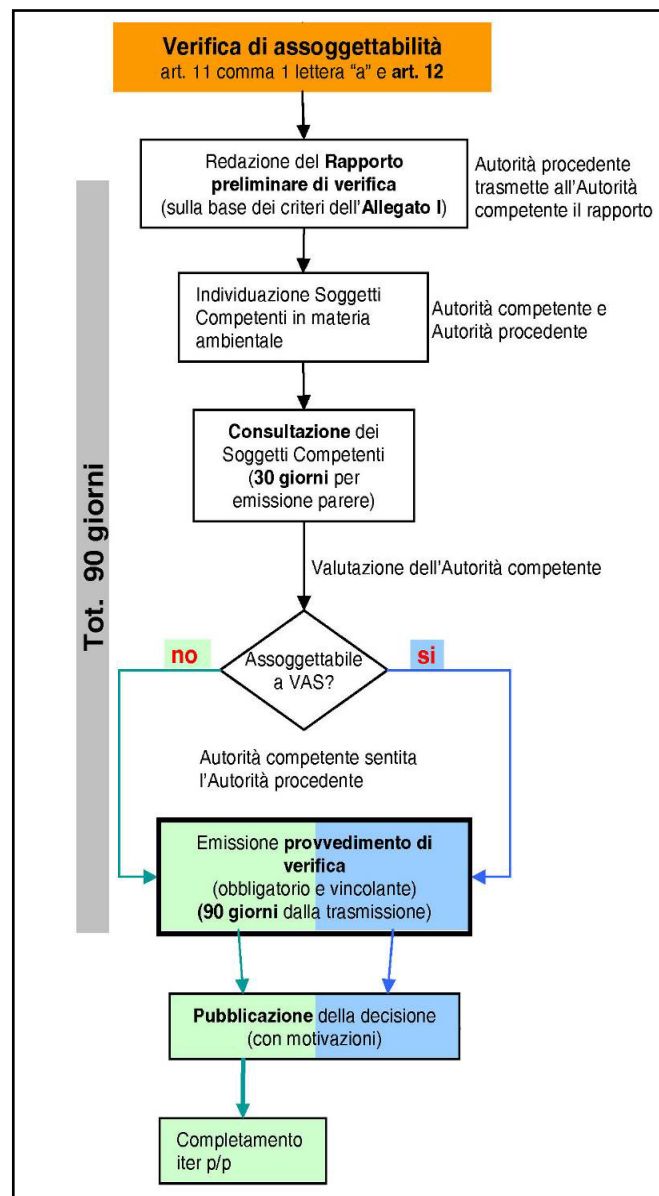 Verifica di assoggettabilità
art. 11 comma 1 lettera “a” e art. 12
Redazione del Rapporto
preliminare di verifica
(sulla base dei criteri dell’Allegato I)
Autorità procedente
trasmette all’Autorità
competente il rapporto
Individuazione Soggetti
Competenti in materia
ambientale
Autorità competente e
Autorità procedente
Consultazione dei
Soggetti Competenti
(30 giorni per
emissione parere)
Tot. 90 giorni
Valutazione dell’Autorità competente
no
Assoggettabile
a VAS?
si
Autorità competente sentita
l’Autorità procedente
Emissione provvedimento di
verifica
(obbligatorio e vincolante)
(90 giorni dalla trasmissione)
Pubblicazione della decisione
(con motivazioni)
Completamento
iter p/p